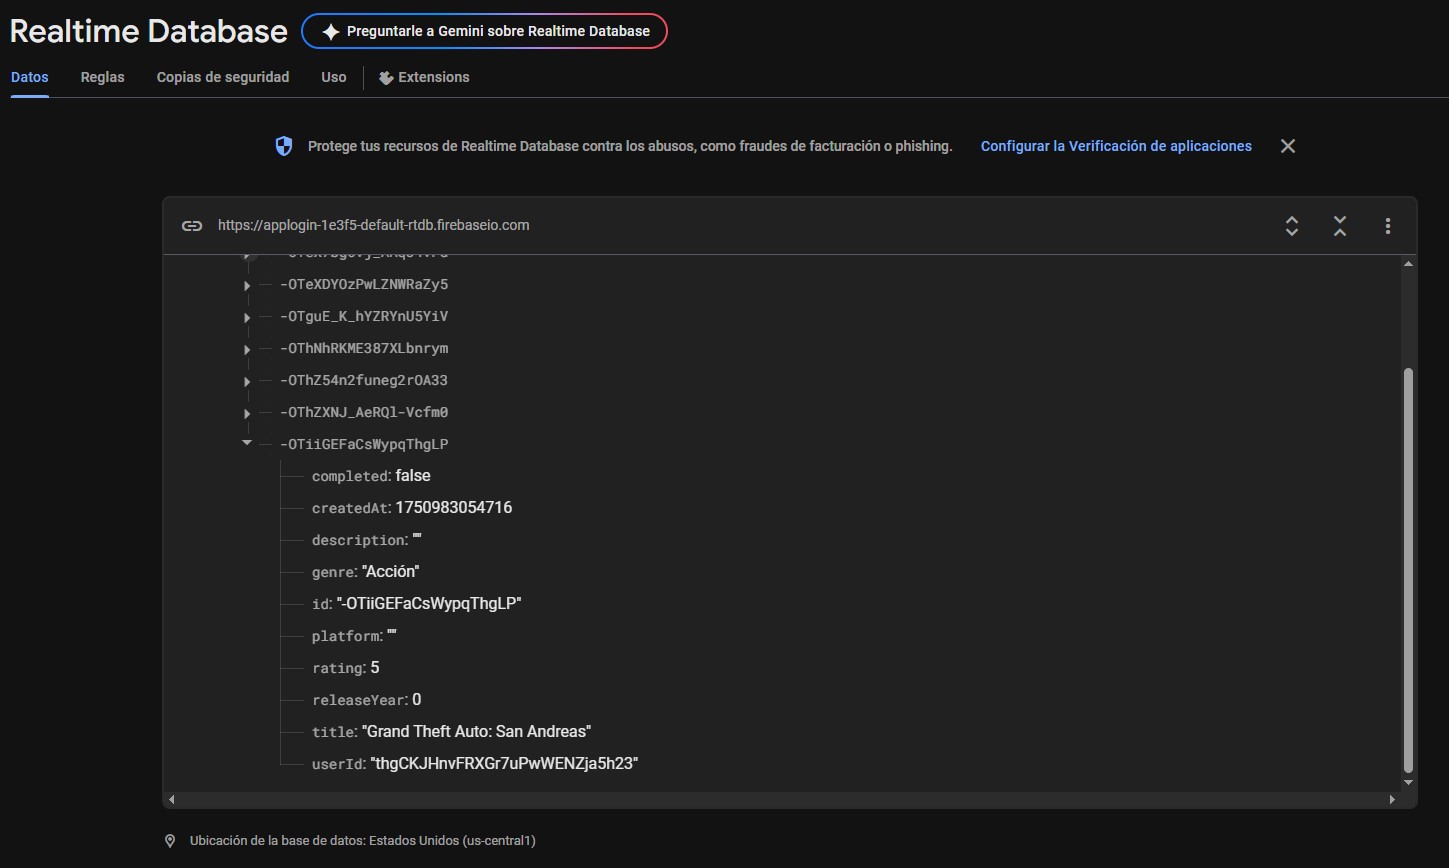 Realtime Database
Preguntarle a Gemini sobre Realtime Database
Datos Reglas Copias de seguridad Uso Extensions
Protege tus recursos de Realtime Database contra los abusos, como fraudes de facturación o phishing. Configurar la Verificación de aplicaciones
https://applogin-1e3f5-default-rtdb.firebaseio.com
-OTeXDYOzPwLZNWRaZy5
-OTguE_K_hYZRYnU5YiV
-OThNhRKME387XLbnrym
-OThZ54n2funeg2rOA33
-OThZXNJ_AeRQl-Vcfm0
-OTiiGEFaCsWypqThgLP
completed: false
createdAt: 1750983054716
description: ""
genre: "Acción"
id: "-OTiiGEFaCsWypqThgLP"
platform: ""
rating: 5
releaseYear: 0
title: "Grand Theft Auto: San Andreas"
userId: "thgCKJHnvFRXGr7uPwWENZja5h23"
Ubicación de la base de datos: Estados Unidos (us-central1)